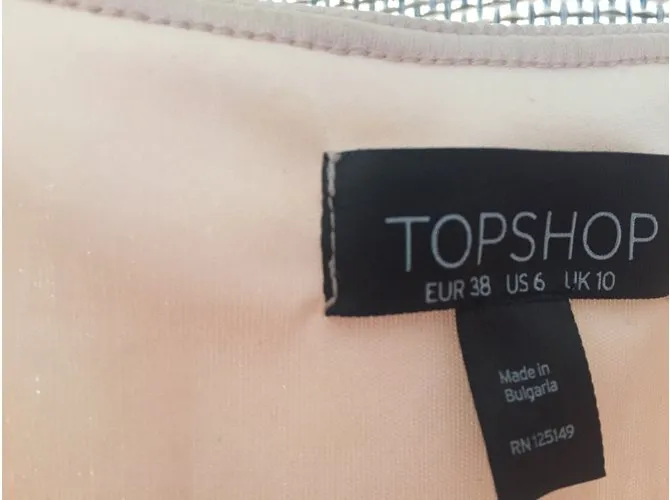 TOPSHOP
EUR 38 US 6 UK 10
Made in
Bulgaria
RN 125149